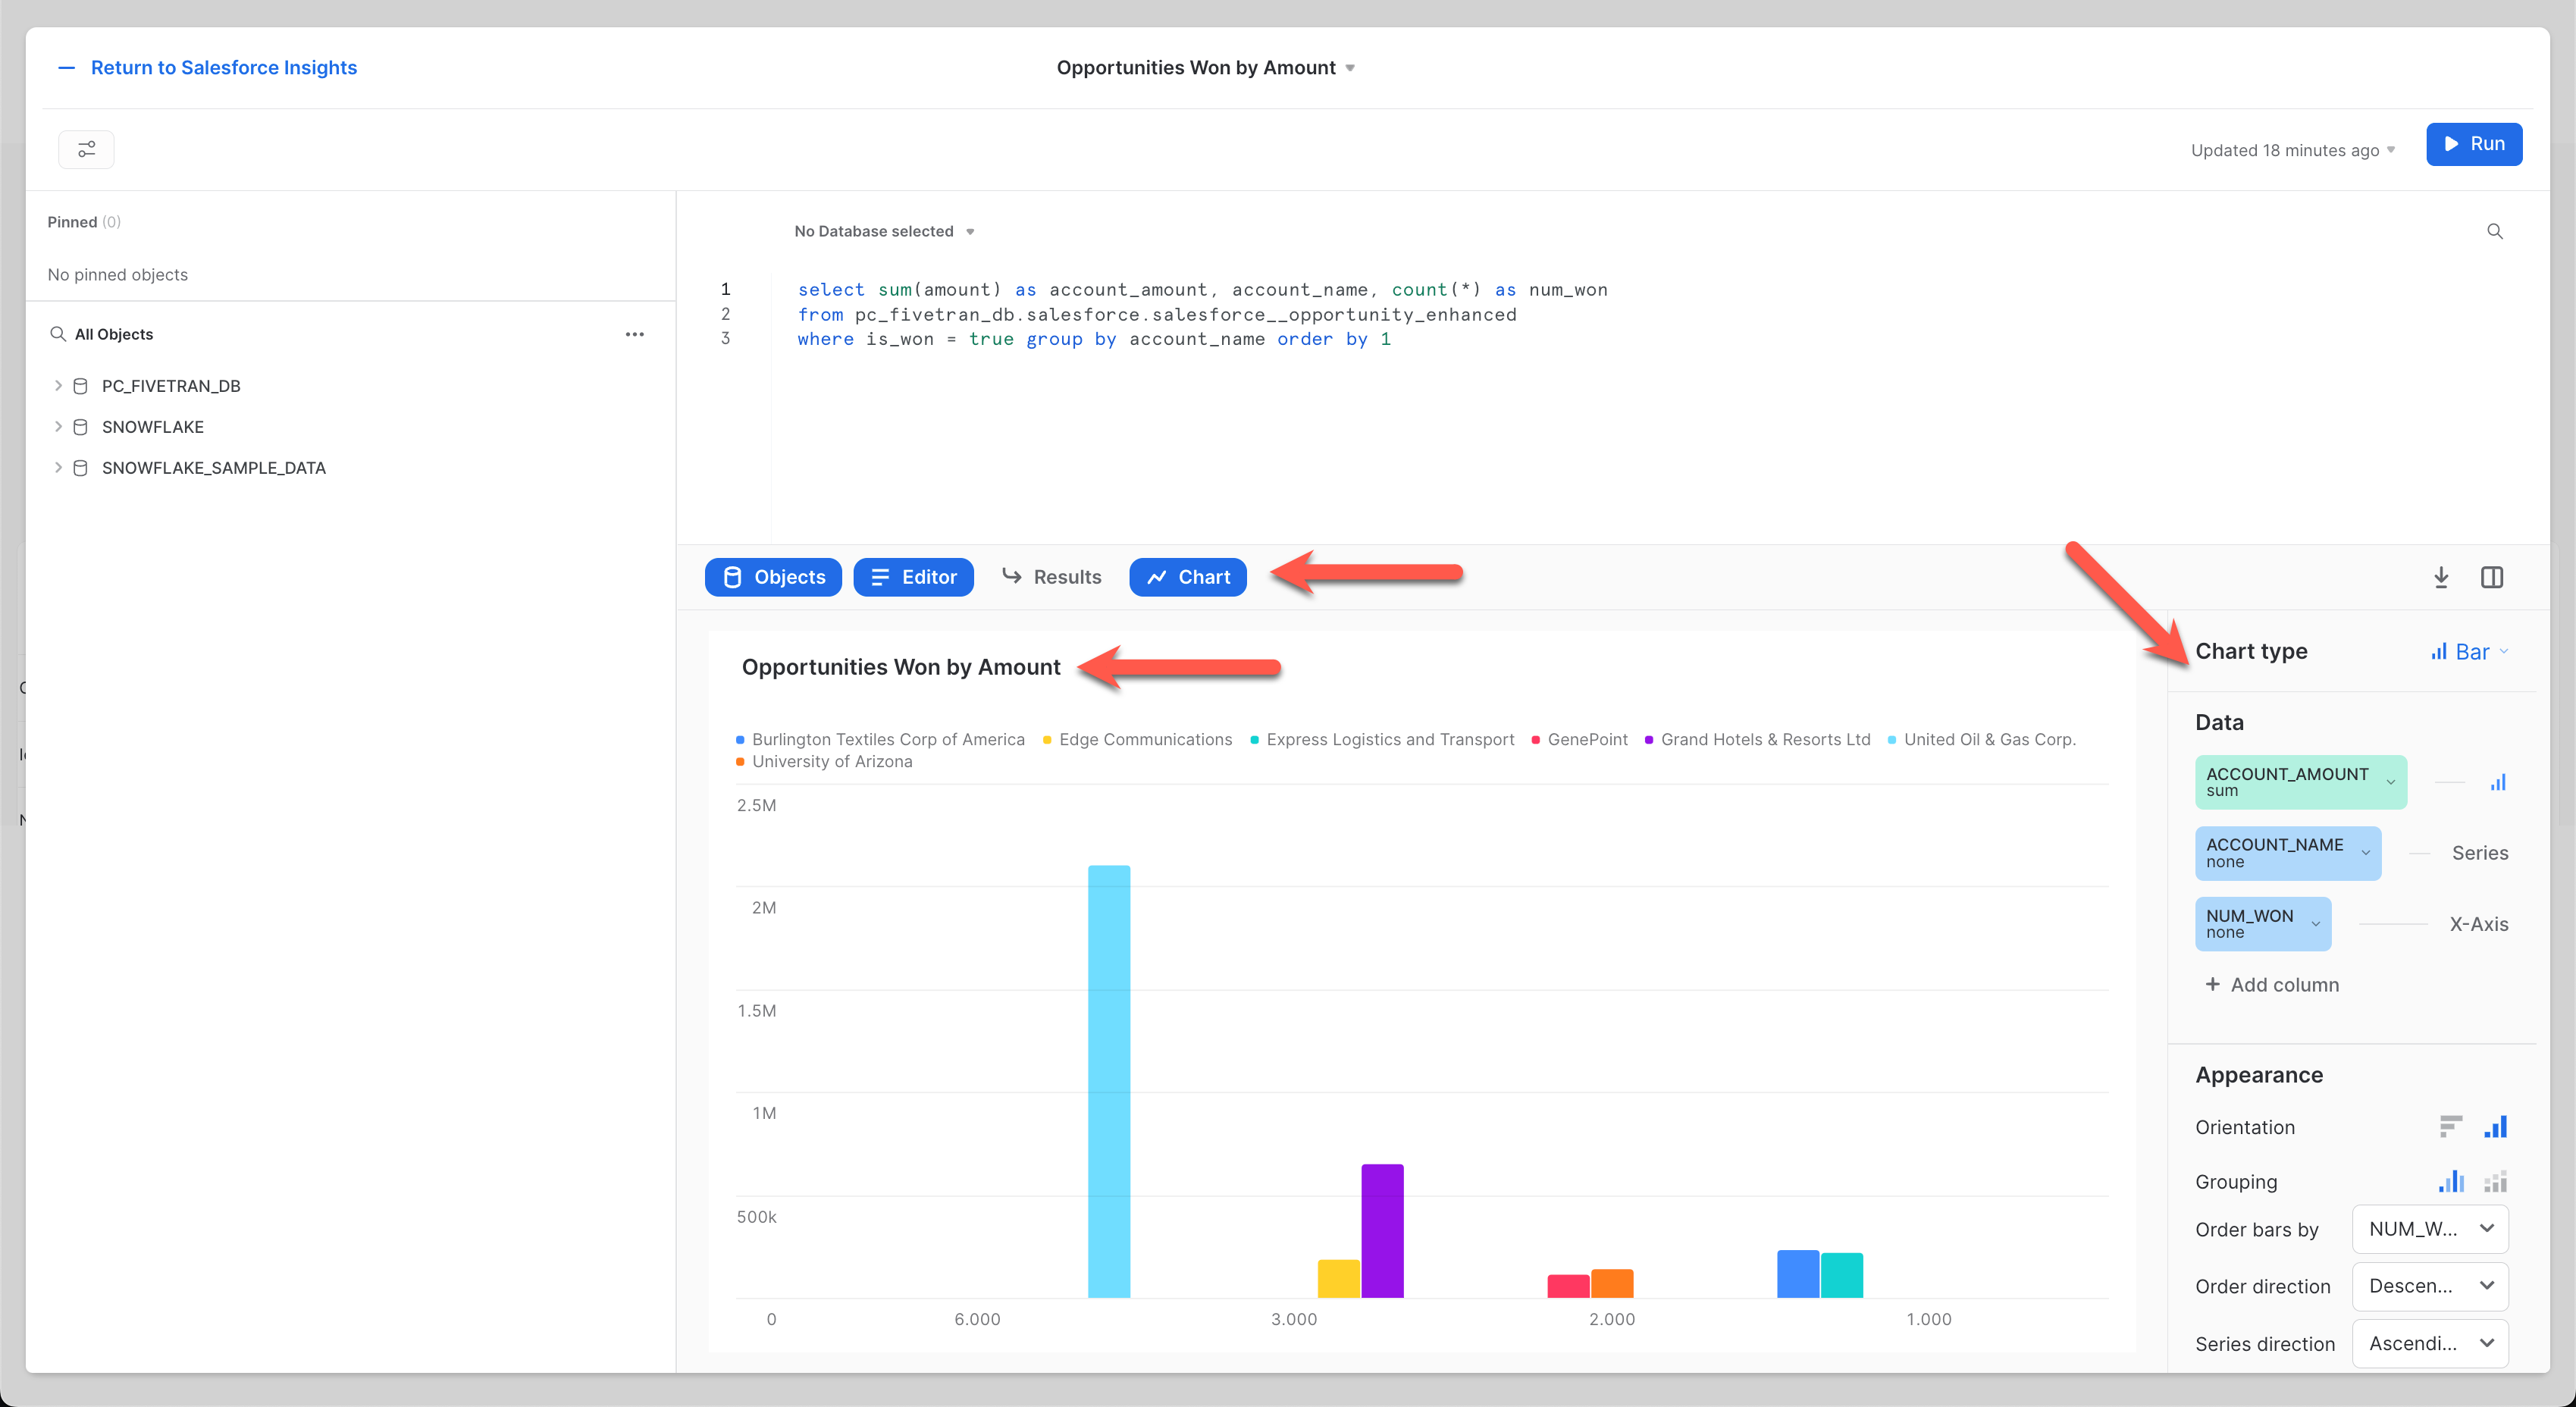 Return to Salesforce Insights
Opportunities Won by Amount
Updated 18 minutes ago
Run
Pinned (0)
No pinned objects
All Objects
PC_FIVETRAN_DB
SNOWFLAKE
SNOWFLAKE_SAMPLE_DATA
No Database selected
1 select sum(amount) as account_amount, account_name, count(*) as num_won
2 from pc_fivetran_db.salesforce.salesforce__opportunity_enhanced
3 where is_won = true group by account_name order by 1
Objects Editor Results Chart
Opportunities Won by Amount
Burlington Textiles Corp of America Edge Communications Express Logistics and Transport GenePoint Grand Hotels & Resorts Ltd United Oil & Gas Corp.
University of Arizona
2.5M
2M
1.5M
1M
500k
0 6.000 3.000 2.000 1.000
Chart type Bar
Data
ACCOUNT_AMOUNT
sum
ACCOUNT_NAME
none
Series
NUM_WON
none
X-Axis
+ Add column
Appearance
Orientation
Grouping
Order bars by NUM_W...
Order direction Descen...
Series direction Ascendi...